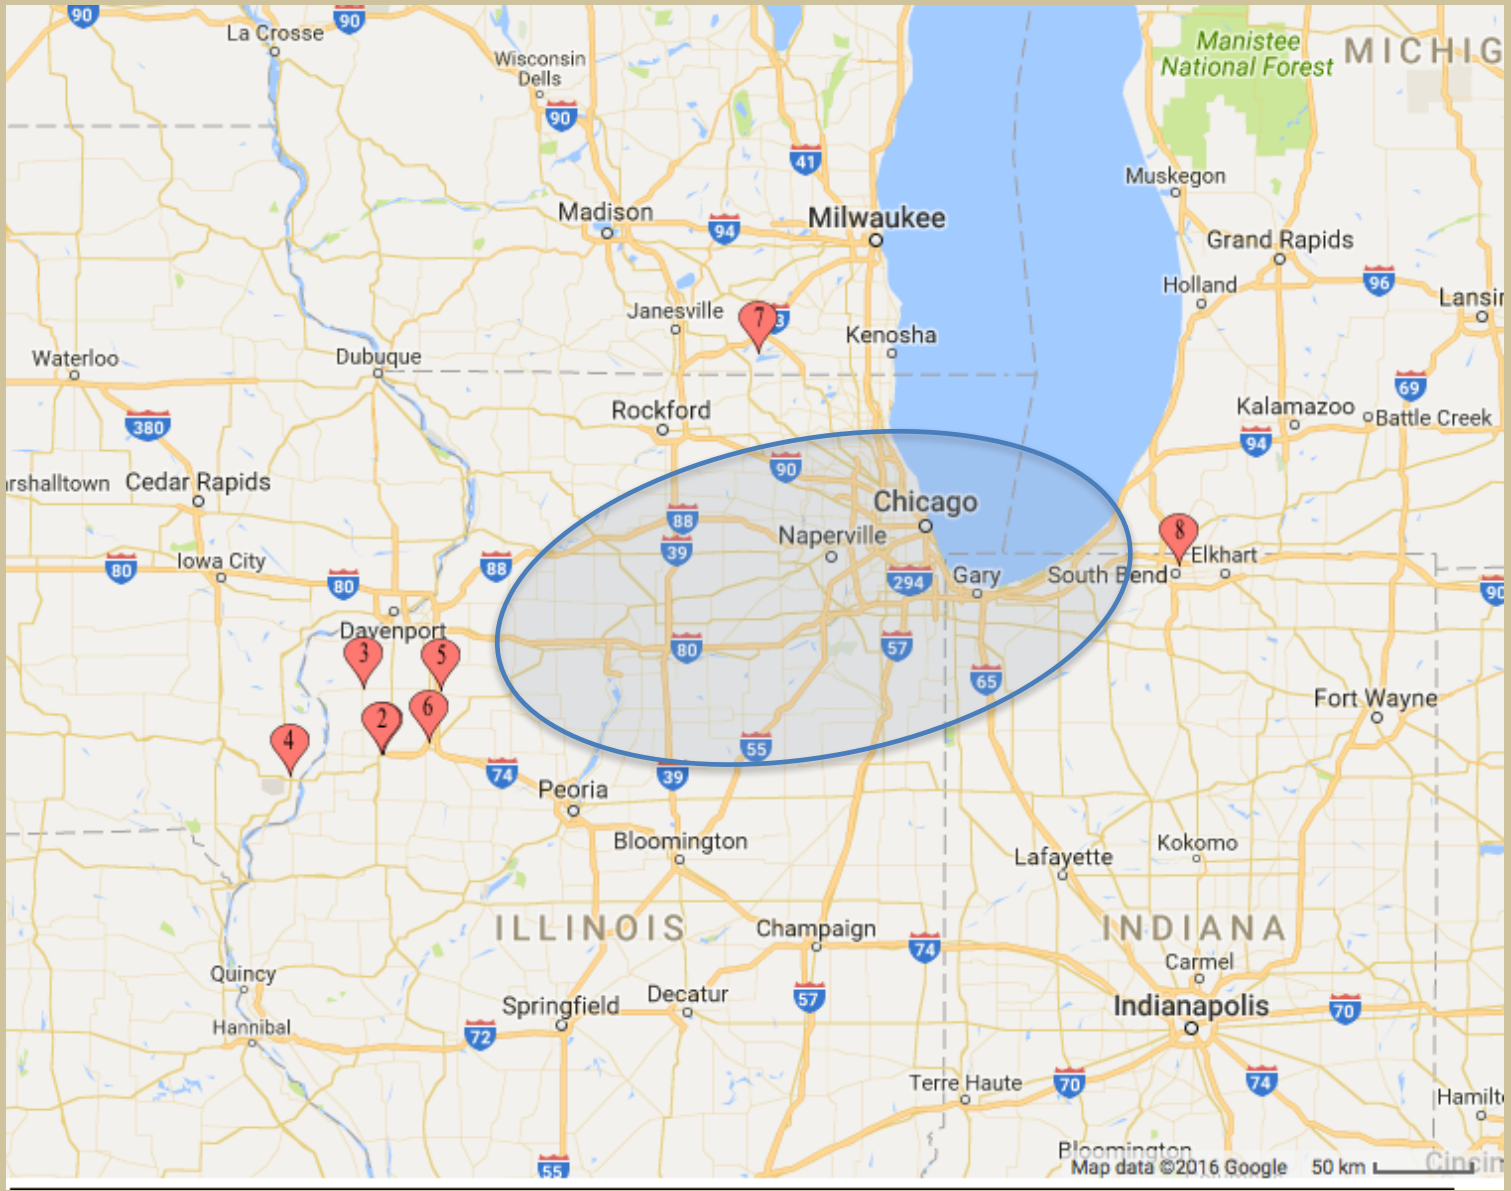 90
90
La Crosse
Wisconsin
Dells
Manistee
National Forest
MICHIG
90
41
Muskegon
Madison
94
Milwaukee
Grand Rapids
Holland
96
Lansin
Janesville
7
3
Kenosha
Waterloo
Dubuque
69
380
Rockford
Kalamazoo
Battle Creek
94
90
rshalltown
Cedar Rapids
88
Chicago
Naperville
39
8
Iowa City
80
80
88
294
Gary
South Bend
Elkhart
90
Davenport
3
5
80
57
65
2
6
4
Fort Wayne
55
74
39
Peoria
Bloomington
Kokomo
Lafayette
ILLINOIS
Champaign
INDIANA
74
Carmel
Quincy
Springfield
Decatur
57
Indianapolis
70
Hannibal
72
Terre Haute
70
74
Hamilt
Bloomington
55
Map data ©2016 Google
50 km
Cincin